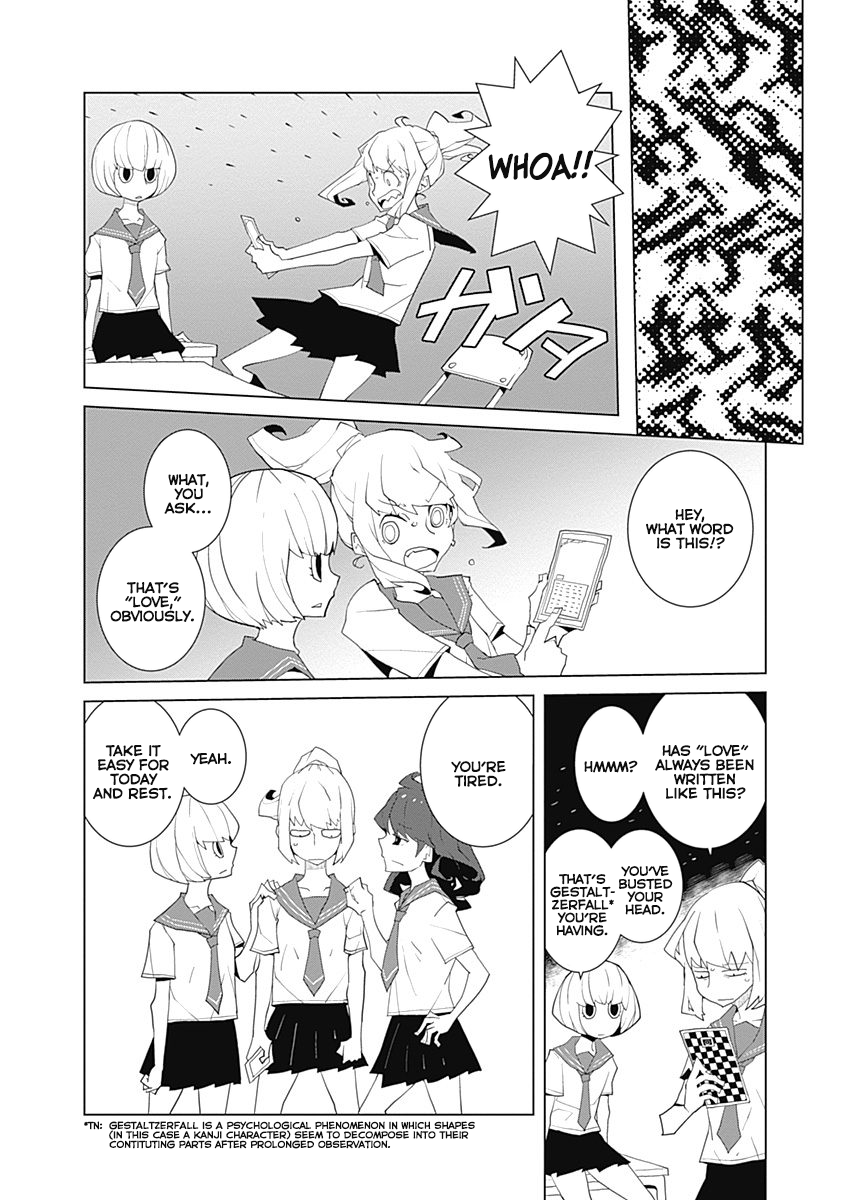 WHOA!!
ガタ
HEY,
WHAT WORD
IS THIS!?
WHAT,
YOU
ASK...
THAT'S
"LOVE,"
OBVIOUSLY.
HAS "LOVE"
ALWAYS BEEN
WRITTEN
LIKE THIS?
HMMM?
YOU'VE
BUSTED
YOUR
HEAD.
THAT'S
GESTALT-
ZERFALL*
YOU'RE
HAVING.
YOU'RE
TIRED.
YEAH.
TAKE IT
EASY FOR
TODAY
AND REST.
*TN: GESTALTZERFALL IS A PSYCHOLOGICAL PHENOMENON IN WHICH SHAPES
(IN THIS CASE A KANJI CHARACTER) SEEM TO DECOMPOSE INTO THEIR
CONTITUTING PARTS AFTER PROLONGED OBSERVATION.